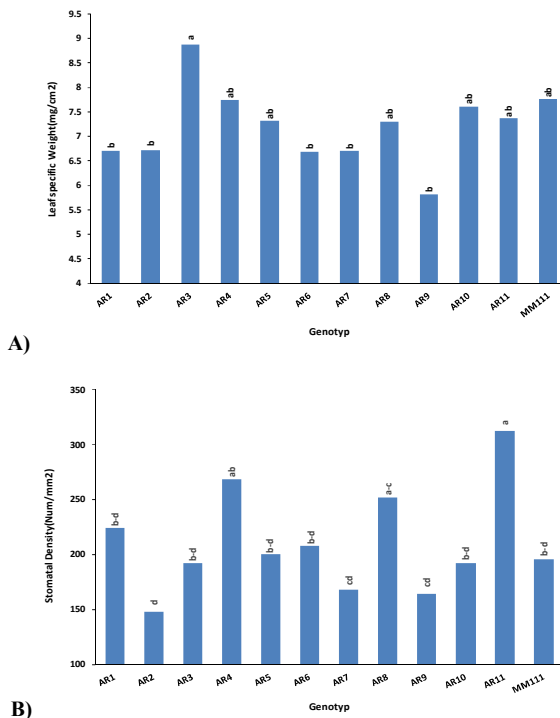 9.5
9
8.5
8
7.5
7
6.5
6
5.5
5
4.5
4
Leaf specific Weight(mg/cm2)
b
b
a
ab
ab
b
b
ab
b
ab
ab
ab
AR1
AR2
AR3
AR4
AR5
AR6
AR7
AR8
AR9
AR10
AR11
MM111
Genotyp
A)
350
300
250
200
150
100
Stomatal Density(Num/mm2)
b-d
d
b-d
ab
b-d
b-d
cd
a-c
cd
b-d
a
b-d
AR1
AR2
AR3
AR4
AR5
AR6
AR7
AR8
AR9
AR10
AR11
MM111
Genotyp
B)